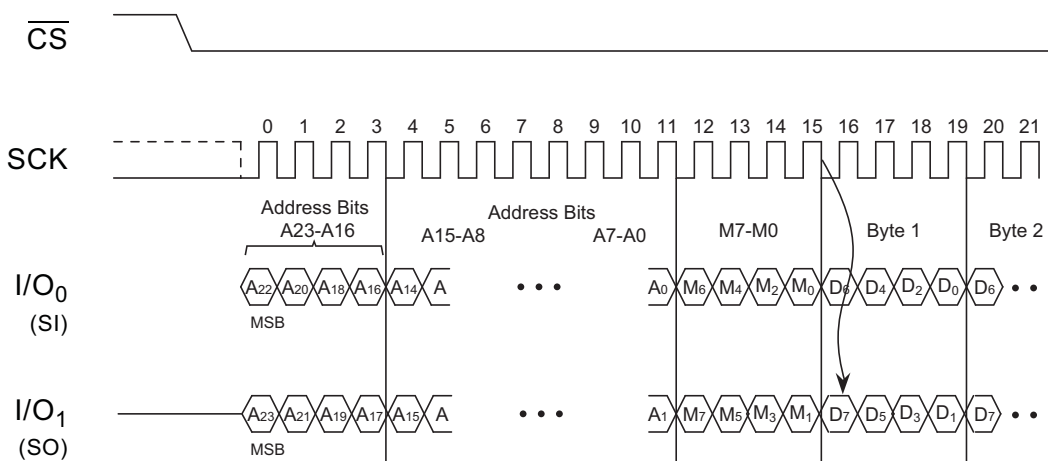 CS
0 1 2 3 4 5 6 7 8 9 10 11 12 13 14 15 16 17 18 19 20 21
SCK
Address Bits
A23-A16
Address Bits
A15-A8 A7-A0 M7-M0 Byte 1 Byte 2
I/O0
(SI)
A22 A20 A18 A16 A14 A • • • A0 M6 M4 M2 M0 D6 D4 D2 D0 D6 • •
MSB
I/O1
(SO)
A23 A21 A19 A17 A15 A • • • A1 M7 M5 M3 M1 D7 D5 D3 D1 D7 • •
MSB